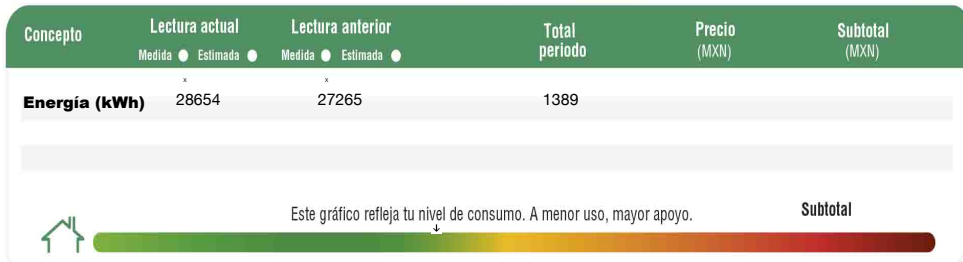 Concepto Lectura actual Lectura anterior Total periodo Precio (MXN) Subtotal (MXN)
Medida Estimada Medida Estimada
x x
Energía (kWh) 28654 27265 1389
Este gráfico refleja tu nivel de consumo. A menor uso, mayor apoyo. Subtotal